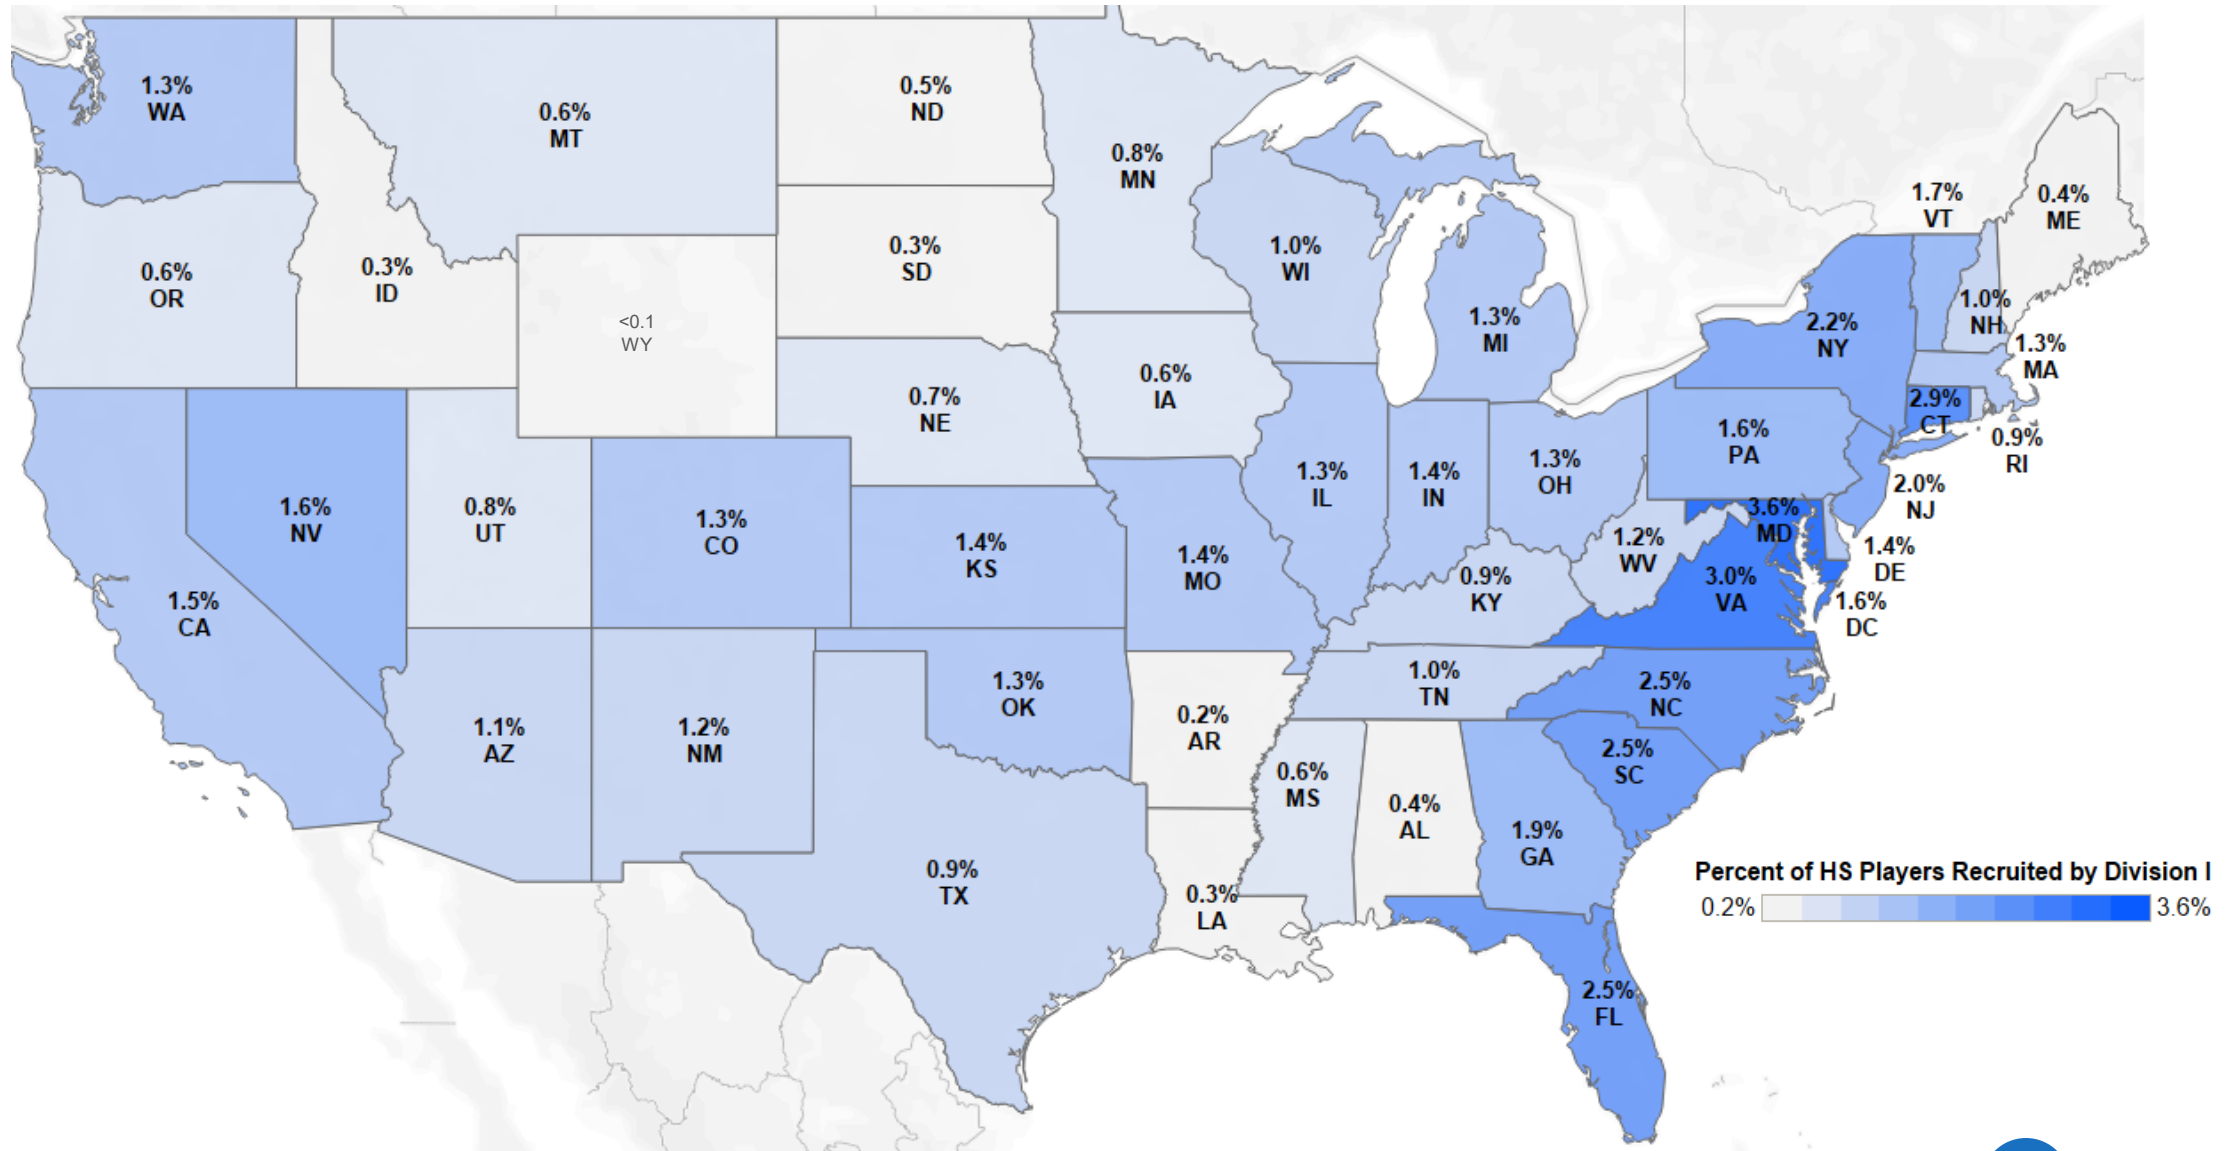 1.3%
WA
0.6%
MT
0.5%
ND
0.8%
MN
1.7%
VT
0.4%
ME
0.6%
OR
0.3%
ID
<0.1
WY
0.3%
SD
1.0%
WI
1.3%
MI
2.2%
NY
1.0%
NH
1.3%
MA
0.7%
NE
0.6%
IA
2.9%
CT
0.9%
RI
1.6%
NV
0.8%
UT
1.3%
CO
1.4%
KS
1.4%
MO
1.3%
IL
1.4%
IN
1.3%
OH
1.6%
PA
2.0%
NJ
1.5%
CA
0.9%
KY
1.2%
WV
3.6%
MD
3.0%
VA
1.4%
DE
1.6%
DC
1.1%
AZ
1.2%
NM
1.3%
OK
0.2%
AR
1.0%
TN
2.5%
NC
2.5%
SC
0.9%
TX
0.3%
LA
0.6%
MS
0.4%
AL
1.9%
GA
2.5%
FL
Percent of HS Players Recruited by Division I
0.2% 3.6%